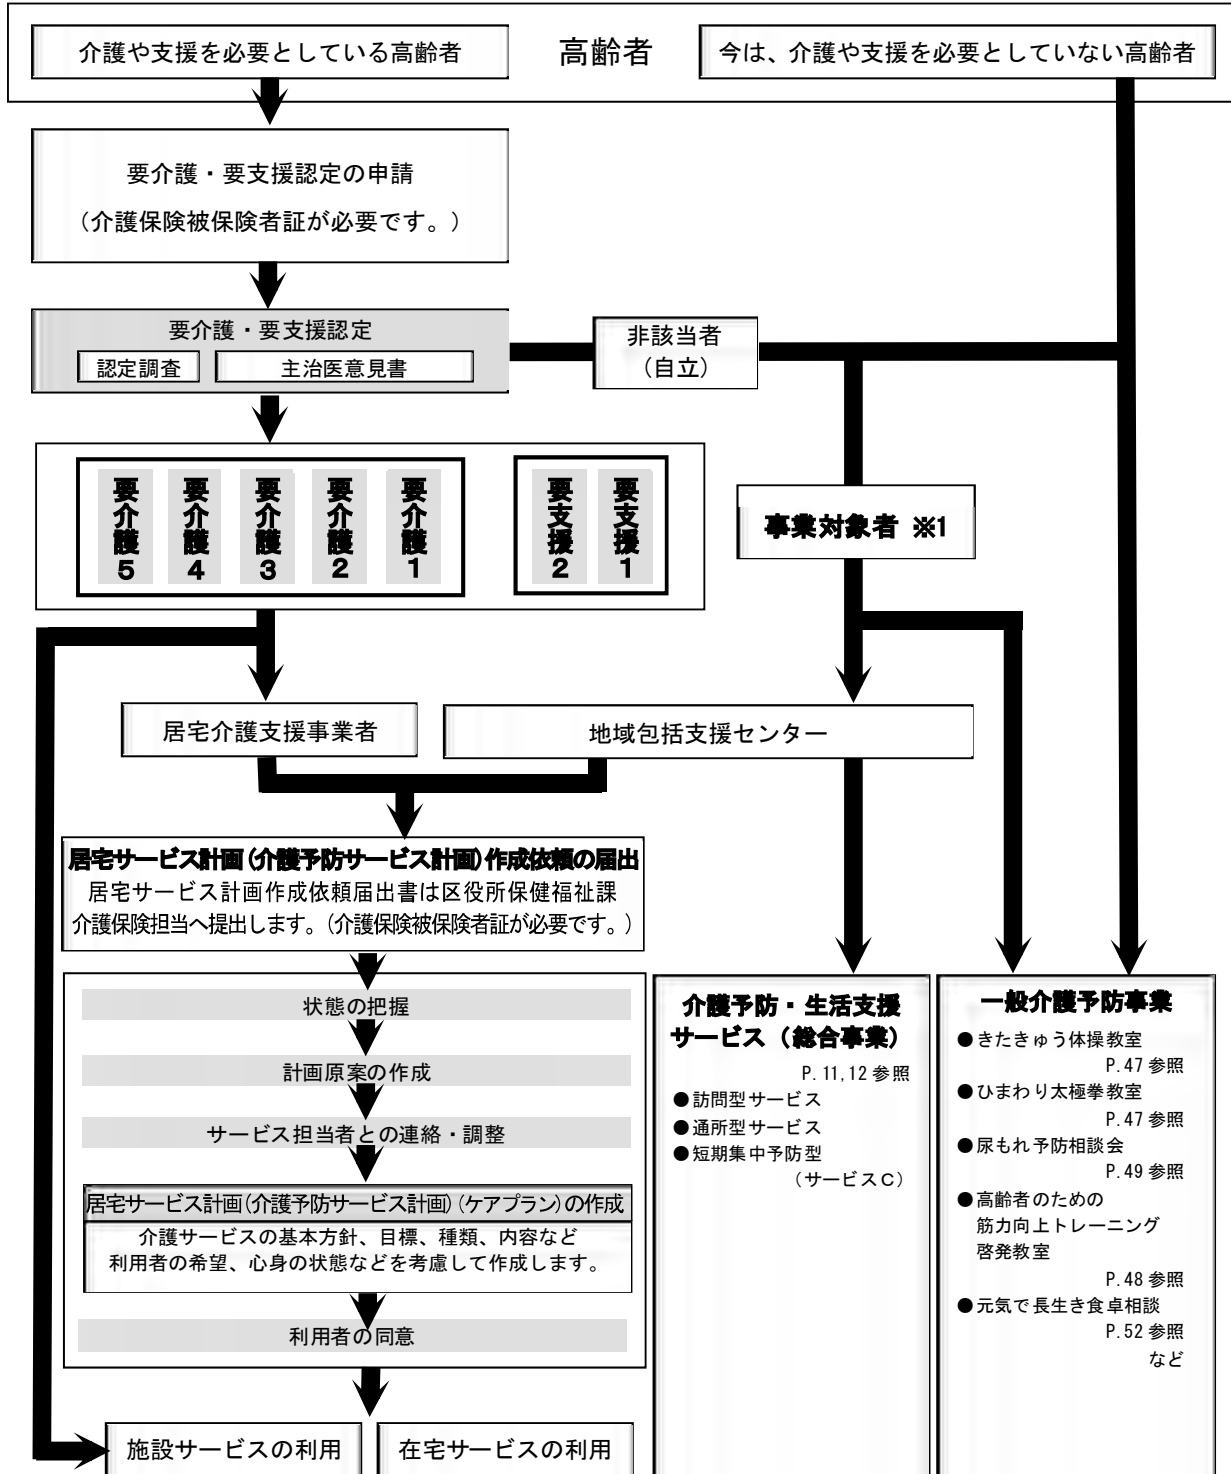 介護や支援を必要としている高齢者
高齢者
今は、介護や支援を必要としていない高齢者
要介護・要支援認定の申請
（介護保険被保険者証が必要です。）
要介護・要支援認定
認定調査
主治医意見書
非該当者
（自立）
要介護5
要介護4
要介護3
要介護2
要介護1
要支援2
要支援1
事業対象者 ※1
居宅介護支援事業者
地域包括支援センター
居宅サービス計画(介護予防サービス計画)作成依頼の届出
居宅サービス計画作成依頼届出書は区役所保健福祉課
介護保険担当へ提出します。(介護保険被保険者証が必要です。)
状態の把握
計画原案の作成
サービス担当者との連絡・調整
居宅サービス計画(介護予防サービス計画)(ケアプラン)の作成
介護サービスの基本方針、目標、種類、内容など
利用者の希望、心身の状態などを考慮して作成します。
利用者の同意
施設サービスの利用
在宅サービスの利用
介護予防・生活支援
サービス（総合事業）
P.11,12参照
●訪問型サービス
●通所型サービス
●短期集中予防型
（サービスC）
一般介護予防事業
●きたきゅう体操教室
P.47参照
●ひまわり太極拳教室
P.47参照
●尿もれ予防相談会
P.49参照
●高齢者のための
筋力向上トレーニング
啓発教室
P.48参照
●元気で長生き食卓相談
P.52参照
など